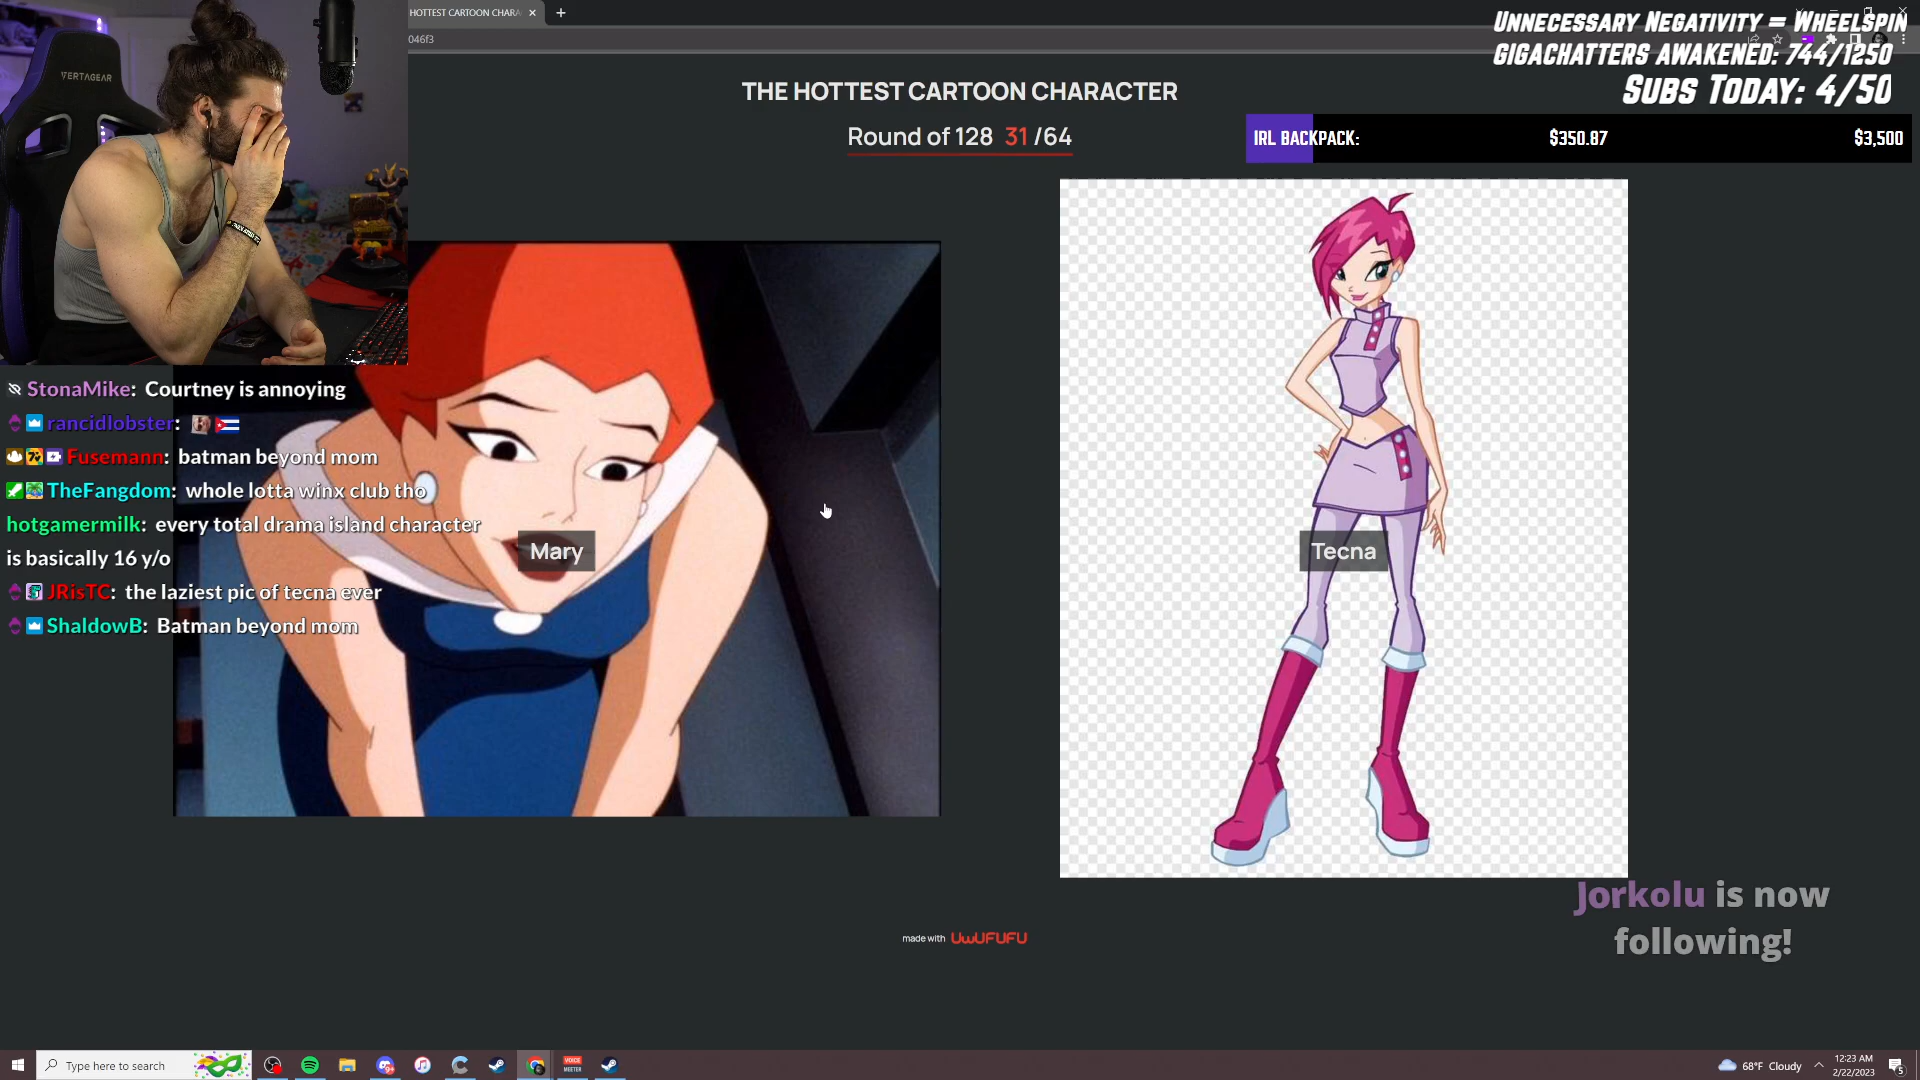 HOTTEST CARTOON CHARA
046f3
UNNECESSARY NEGATIVITY = WHEELSPIN
GIGACHATTERS AWAKENED: 744/1250
SUBS TODAY: 4/50
IRL BACKPACK: $350.87 $3,500
VERTAGEAR
THE HOTTEST CARTOON CHARACTER
Round of 128 31 /64
StonaMike: Courtney is annoying
rancidlobster:
Fusemann: batman beyond mom
TheFangdom: whole lotta winx club tho
hotgamermilk: every total drama island character
is basically 16 y/o
JRisTC: the laziest pic of tecna ever
ShaldowB: Batman beyond mom
Mary
Tecna
Jorkolu is now
following!
made with UwUFUFU
Type here to search
VOICE
MEETER
68°F Cloudy
12:23 AM
2/22/2023
5